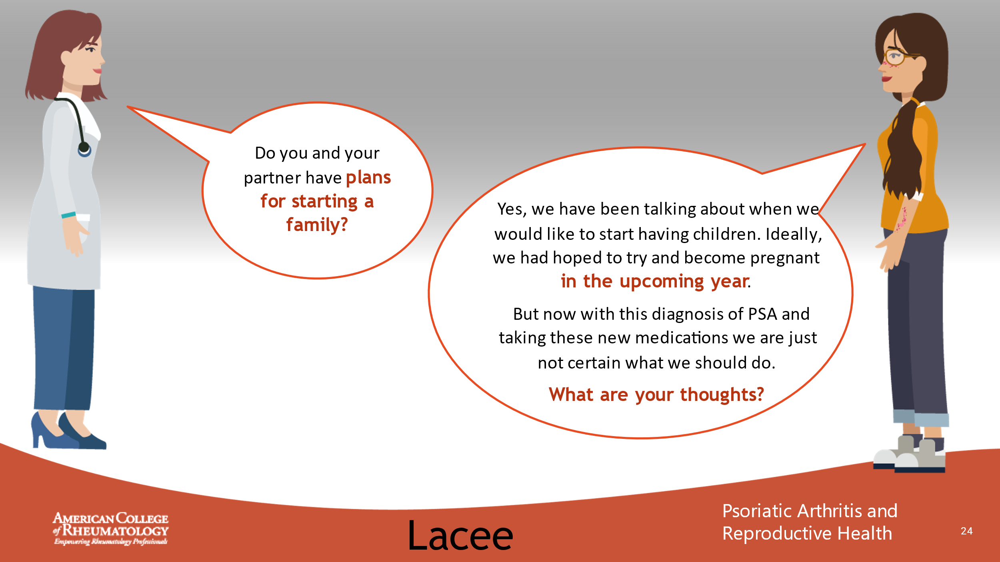 Do you and your
partner have plans
for starting a
family?
Yes, we have been talking about when we
would like to start having children. Ideally,
we had hoped to try and become pregnant
in the upcoming year.
But now with this diagnosis of PSA and
taking these new medications we are just
not certain what we should do.
What are your thoughts?
AMERICAN COLLEGE
of RHEUMATOLOGY
Empowering Rheumatology Professionals
Lacee
Psoriatic Arthritis and
Reproductive Health
24